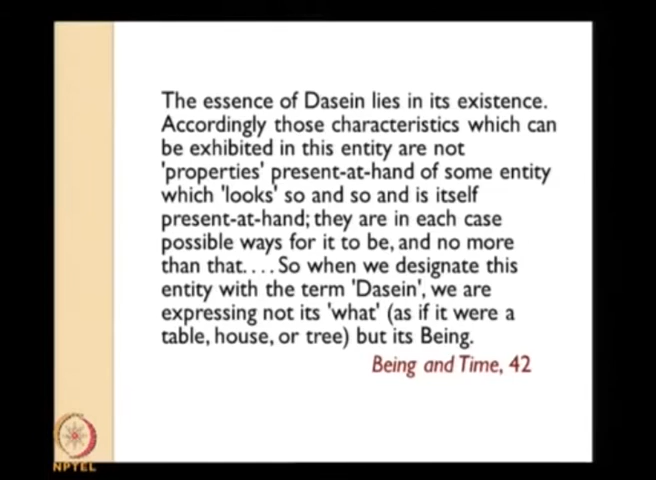 The essence of Dasein lies in its existence.
Accordingly those characteristics which can
be exhibited in this entity are not
'properties' present-at-hand of some entity
which 'looks' so and so and is itself
present-at-hand; they are in each case
possible ways for it to be, and no more
than that.... So when we designate this
entity with the term 'Dasein', we are
expressing not its 'what' (as if it were a
table, house, or tree) but its Being.
Being and Time, 42
NPTEL